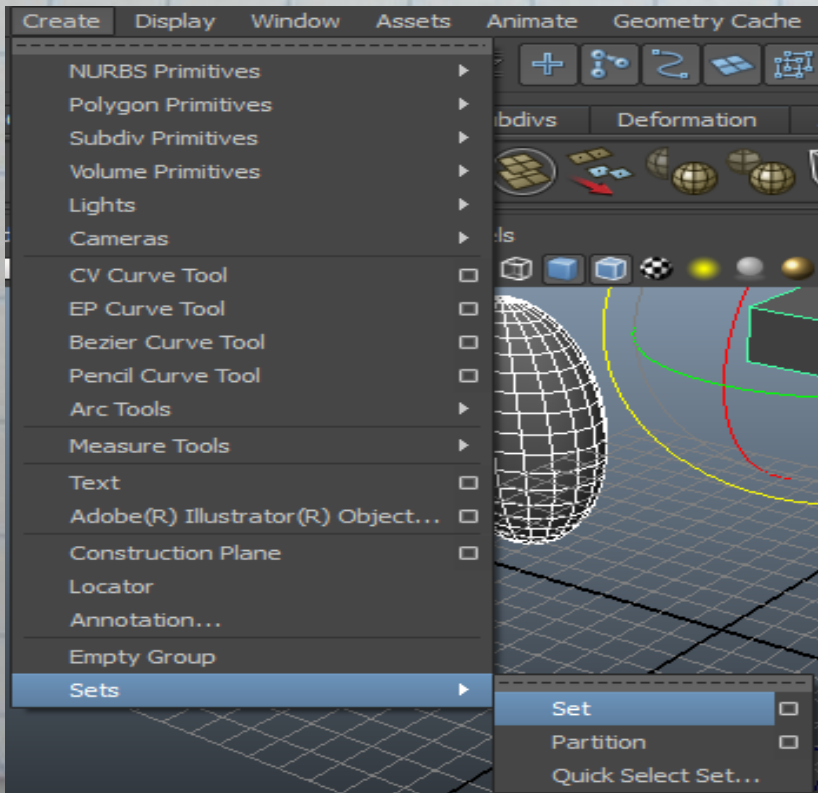 Create Display Window Assets Animate Geometry Cache
NURBS Primitives
Polygon Primitives
Subdiv Primitives
Volume Primitives
Lights
Cameras
CV Curve Tool
EP Curve Tool
Bezier Curve Tool
Pencil Curve Tool
Arc Tools
Measure Tools
Text
Adobe(R) Illustrator(R) Object...
Construction Plane
Locator
Annotation...
Empty Group
Sets
bdivs Deformation
els
Set
Partition
Quick Select Set...